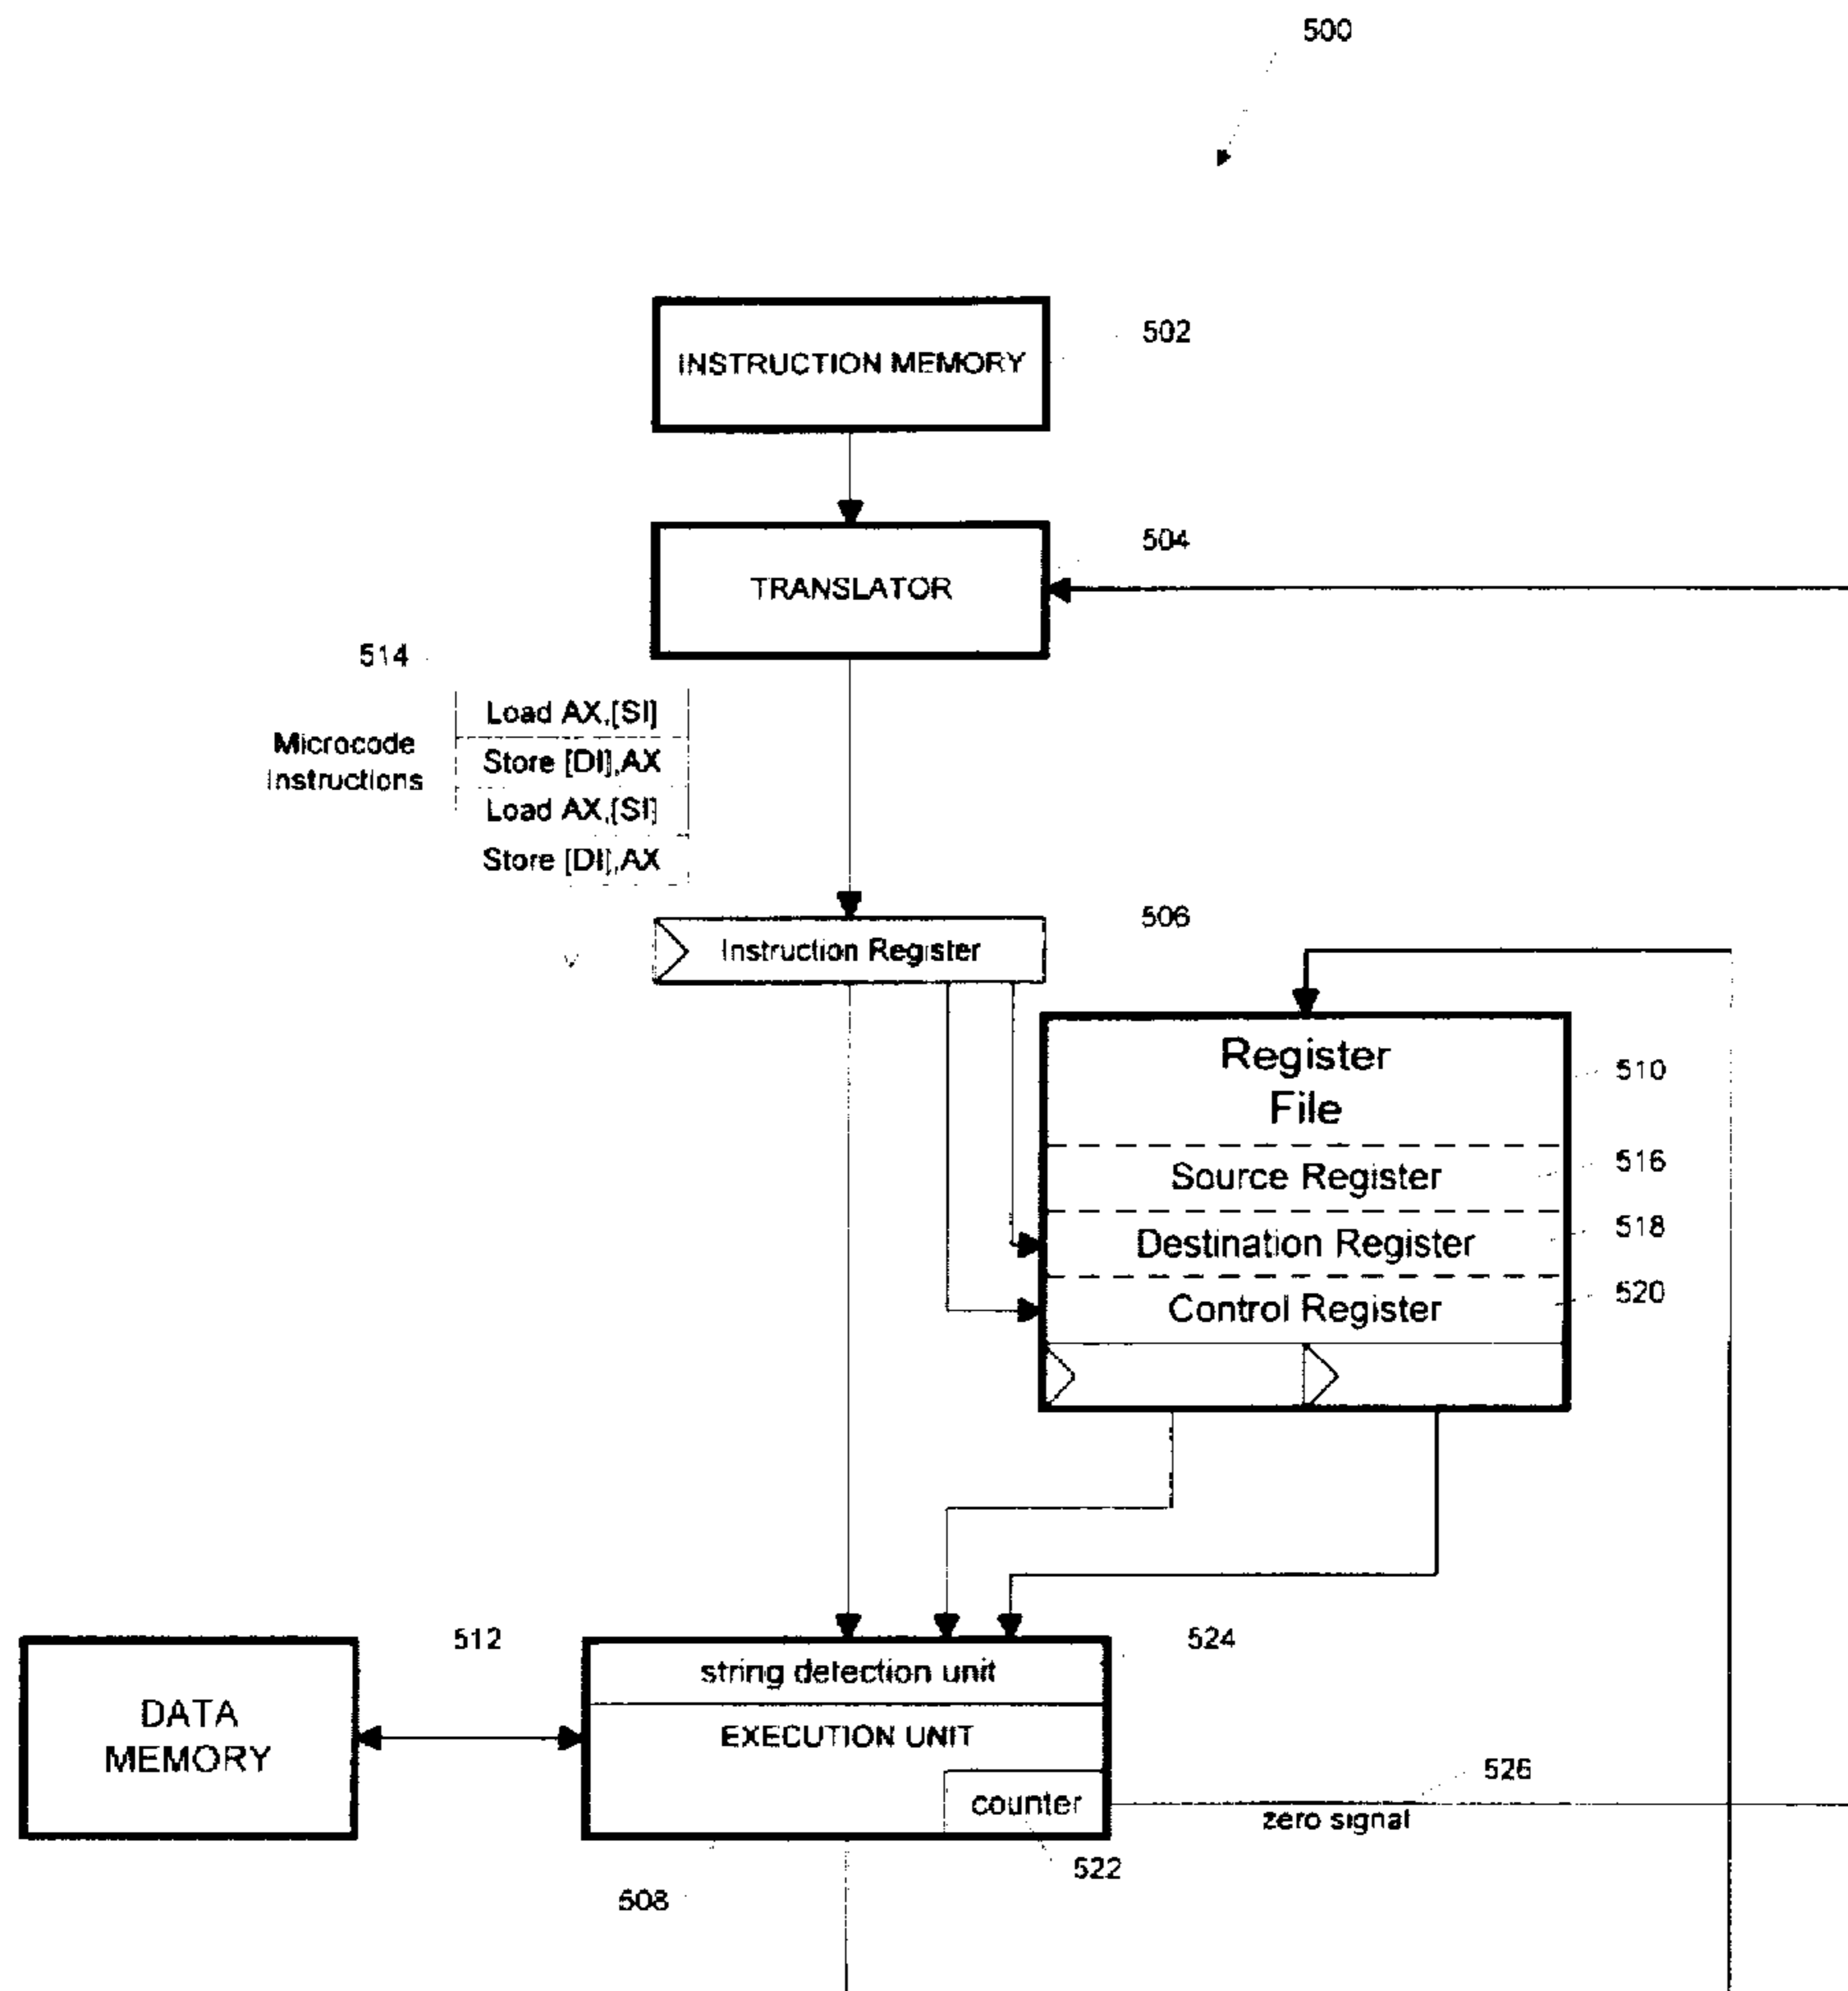 500
INSTRUCTION MEMORY
502
TRANSLATOR
504
514
Microcode
Instructions
Load AX,[SI]
Store [DI],AX
Load AX,[SI]
Store [DI],AX
Instruction Register
506
Register
File
510
Source Register
516
Destination Register
518
Control Register
520
DATA
MEMORY
512
string detection unit
524
EXECUTION UNIT
counter
zero signal
526
522
508